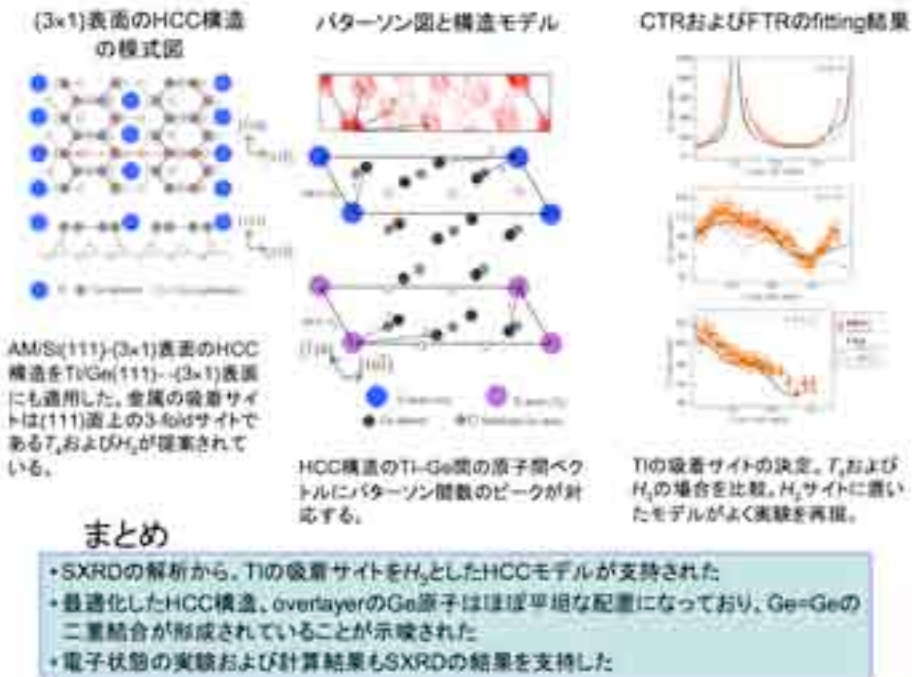 (3×1)表面のHCC構造
の模式図
パターソン図と構造モデル
CTRおよびFTRのfitting結果
AM/Si(111)-(3×1)表面のHCC
構造をTl/Ge(111)--(3×1)表面
にも適用した。金属の吸着サイ
トは(111)面上の3-foldサイトで
あるT₄およびH₃が提案されて
いる。
HCC構造のTl–Ge間の原子間ベク
トルにパターソン関数のピークが対
応する。
Tlの吸着サイトの決定。T₄および
H₃の場合を比較。H₃サイトに置い
たモデルがよく実験を再現。
まとめ
•SXRDの解析から、Tlの吸着サイトをH₃としたHCCモデルが支持された
•最適化したHCC構造、overlayerのGe原子はほぼ平坦な配置になっており、Ge=Geの
二重結合が形成されていることが示唆された
•電子状態の実験および計算結果もSXRDの結果を支持した